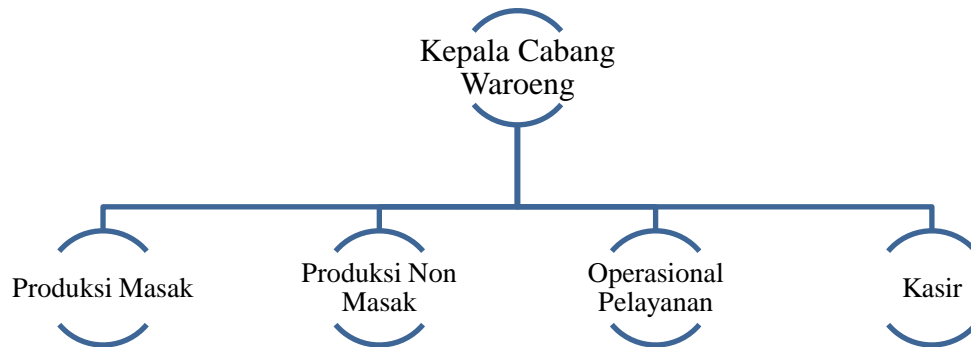 Kepala Cabang
Waroeng
Produksi Masak
Produksi Non
Masak
Operasional
Pelayanan
Kasir